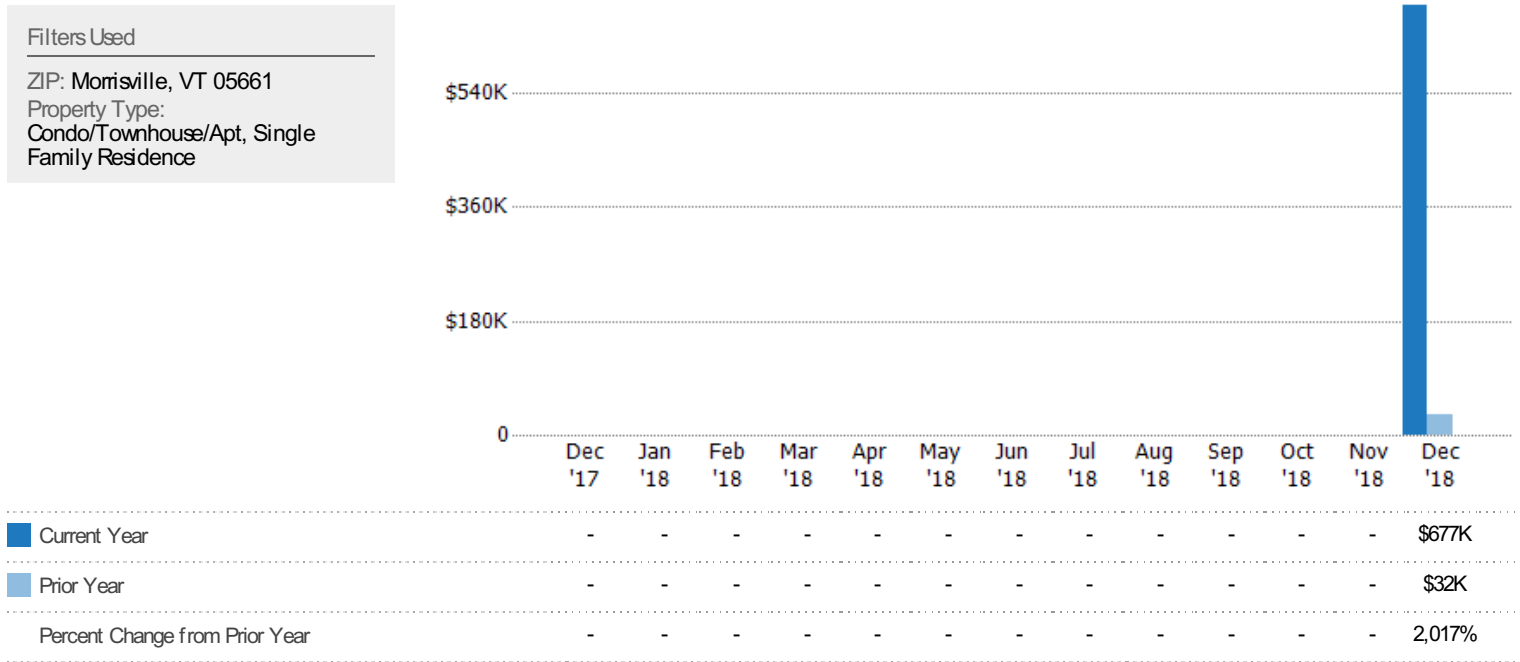 Filters Used
ZIP: Morrisville, VT 05661
Property Type:
Condo/Townhouse/Apt, Single
Family Residence
$540K
$360K
$180K
0
Dec Jan Feb Mar Apr May Jun Jul Aug Sep Oct Nov Dec
'17 '18 '18 '18 '18 '18 '18 '18 '18 '18 '18 '18 '18
Current Year - - - - - - - - - - - - $677K
Prior Year - - - - - - - - - - - - $32K
Percent Change from Prior Year - - - - - - - - - - - - 2,017%